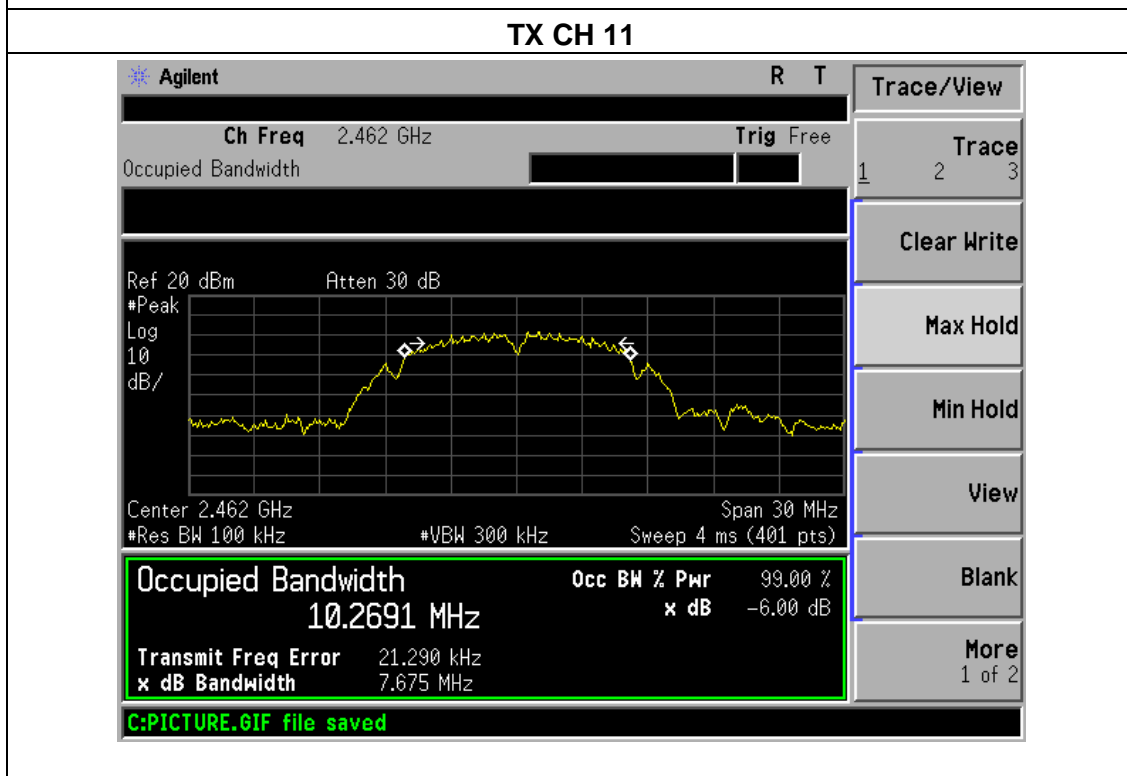 TX CH 11
Agilent R T
Ch Freq 2.462 GHz Trig Free
Occupied Bandwidth
Ref 20 dBm Atten 30 dB
#Peak
Log
10
dB/
Center 2.462 GHz Span 30 MHz
#Res BW 100 kHz #VBW 300 kHz Sweep 4 ms (401 pts)
Occupied Bandwidth Occ BW % Pwr 99.00 %
10.2691 MHz x dB -6.00 dB
Transmit Freq Error 21.290 kHz
x dB Bandwidth 7.675 MHz
C:PICTURE.GIF file saved
Trace/View
Trace
1 2 3
Clear Write
Max Hold
Min Hold
View
Blank
More
1 of 2